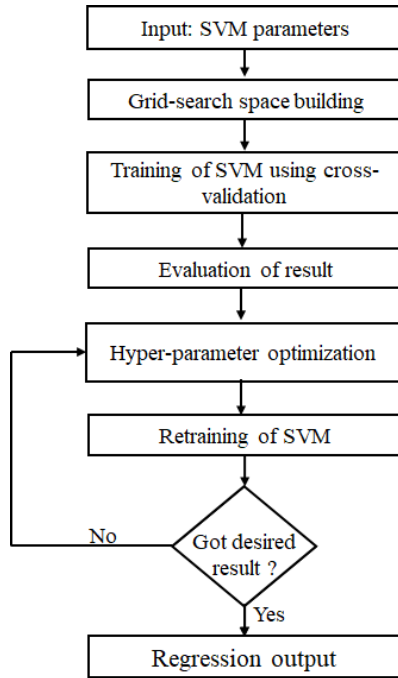 Input: SVM parameters
Grid-search space building
Training of SVM using cross-
validation
Evaluation of result
Hyper-parameter optimization
Retraining of SVM
No
Got desired
result ?
Yes
Regression output